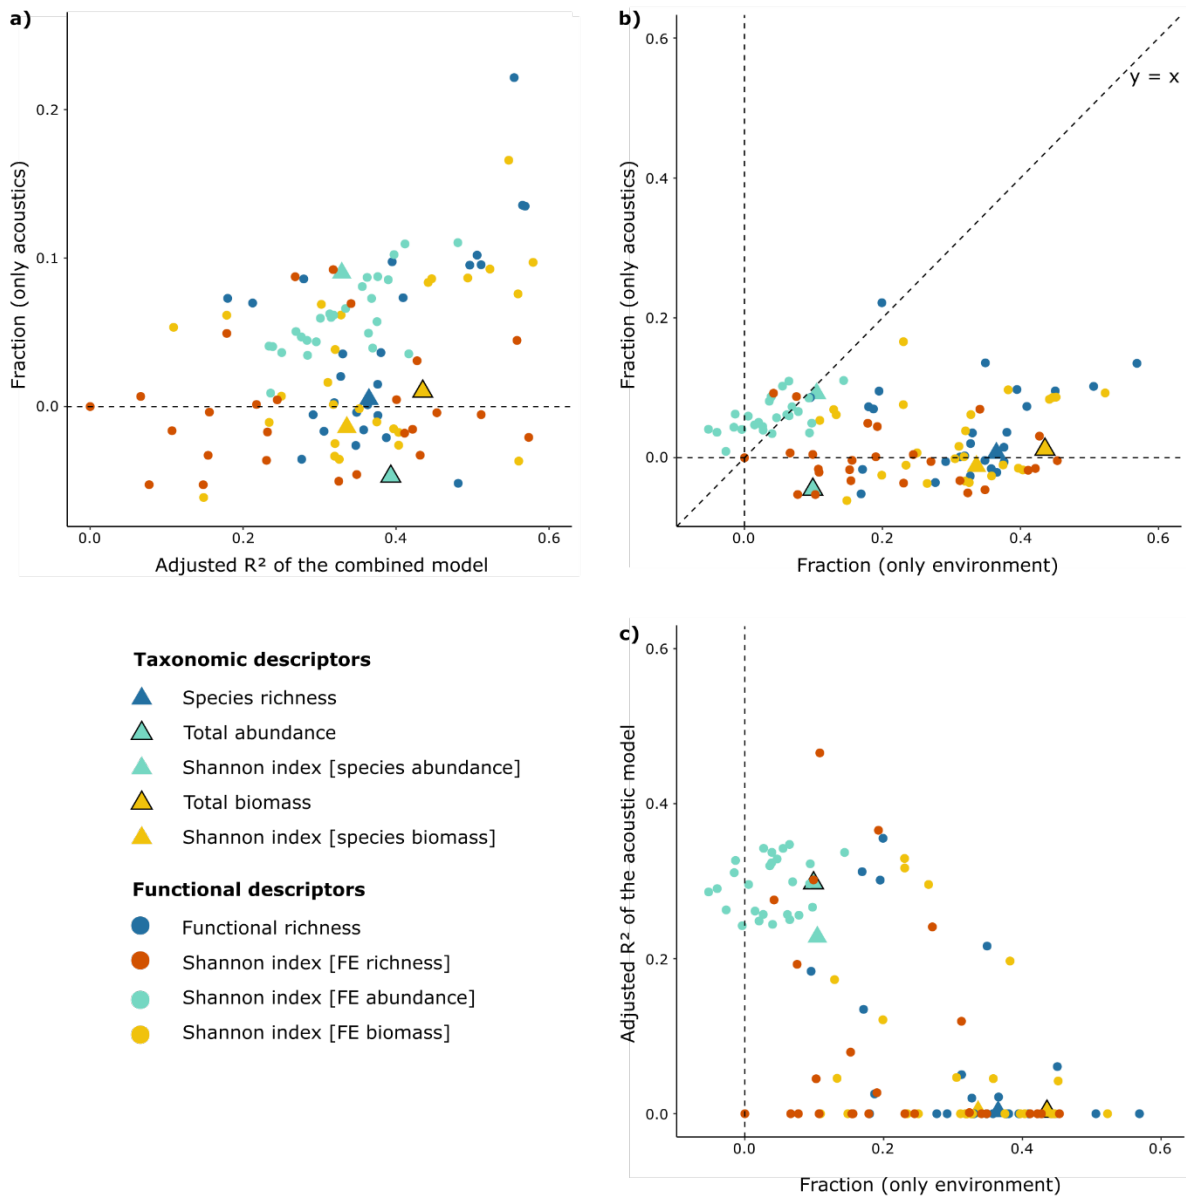 a)
0.2
0.1
0.0
Fraction (only acoustics)
0.0
0.2
0.4
0.6
Adjusted R² of the combined model
b)
0.6
0.4
0.2
0.0
Fraction (only acoustics)
y = x
0.0
0.2
0.4
0.6
Fraction (only environment)
Taxonomic descriptors
Species richness
Total abundance
Shannon index [species abundance]
Total biomass
Shannon index [species biomass]
Functional descriptors
Functional richness
Shannon index [FE richness]
Shannon index [FE abundance]
Shannon index [FE biomass]
c)
0.6
0.4
0.2
0.0
Adjusted R² of the acoustic model
0.0
0.2
0.4
0.6
Fraction (only environment)